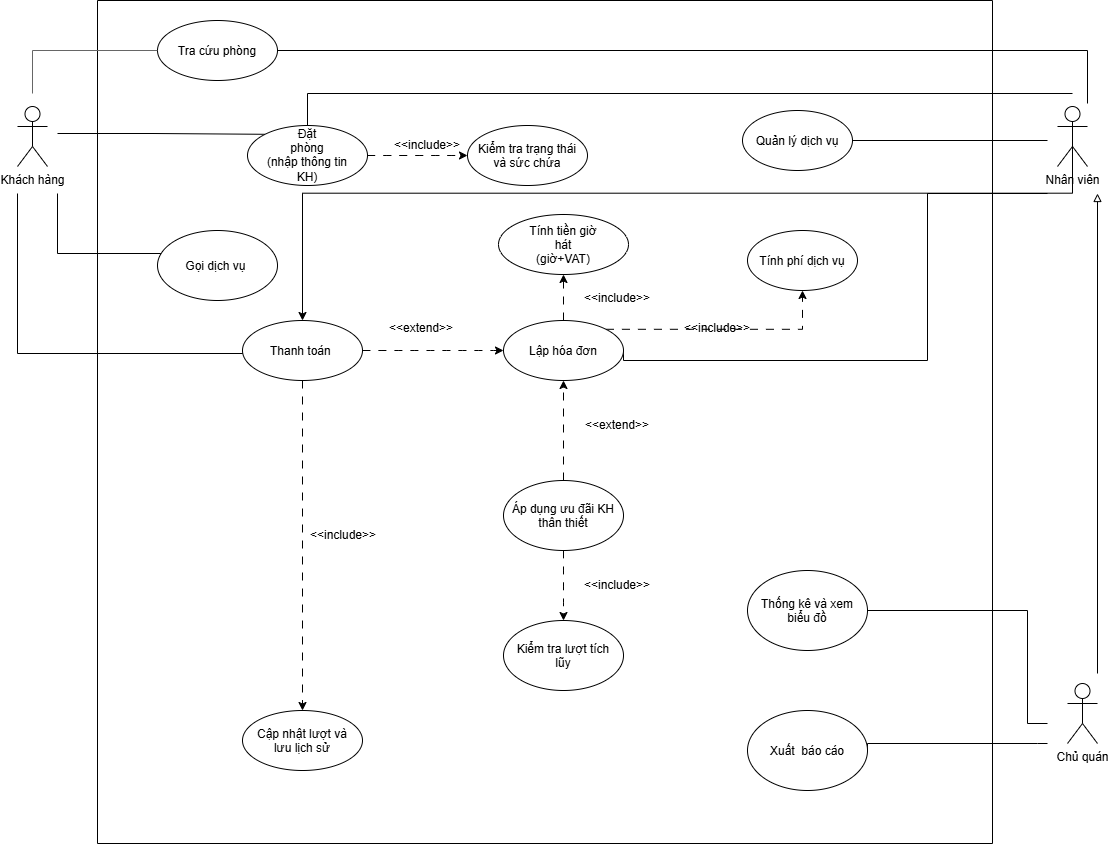 Tra cứu phòng
Khách hàng
Đặt
phòng
(nhập thông tin
KH)
<<include>>
Kiểm tra trạng thái
và sức chứa
Quản lý dịch vụ
Nhân viên
Gọi dịch vụ
Tính tiền giờ
hát
(giờ+VAT)
Tính phí dịch vụ
<<include>>
<<include>>
Thanh toán
<<extend>>
Lập hóa đơn
<<extend>>
Áp dụng ưu đãi KH
thân thiết
<<include>>
<<include>>
Kiểm tra lượt tích
lũy
Thống kê và xem
biểu đồ
Cập nhật lượt và
lưu lịch sử
Xuất  báo cáo
Chủ quán